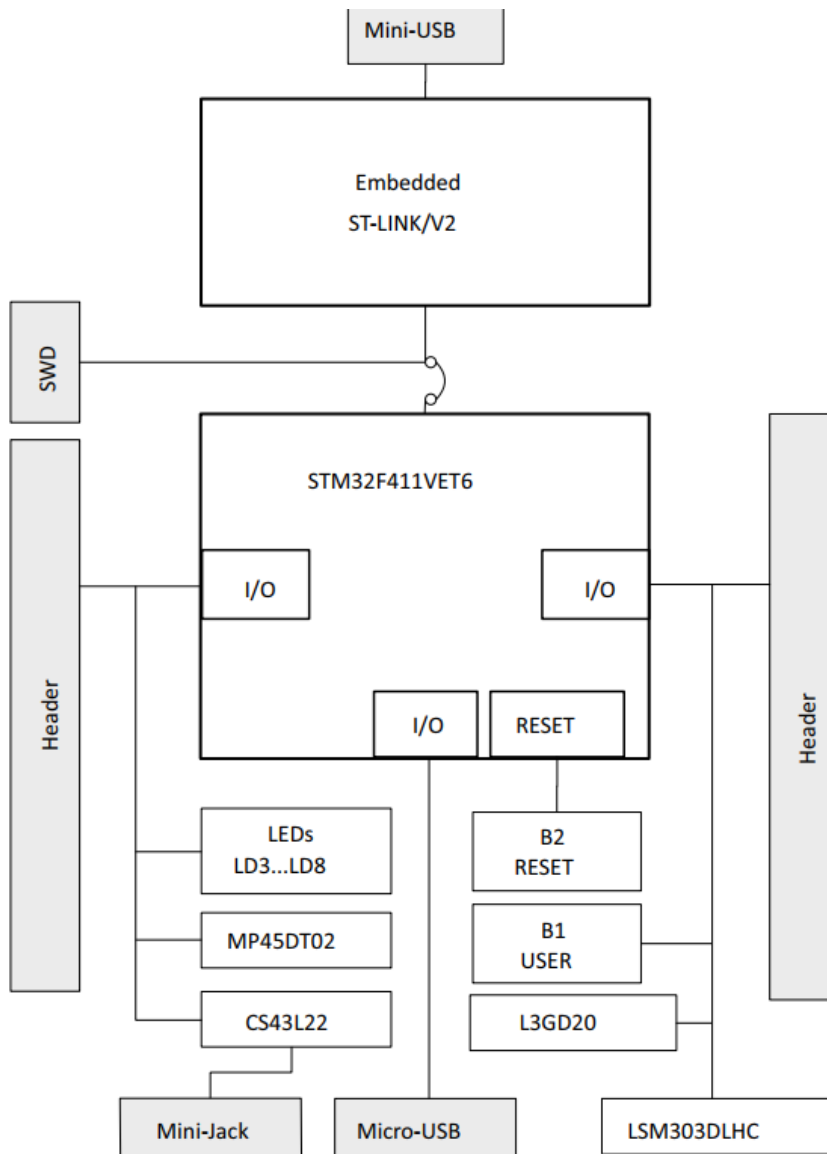 Mini-USB
Embedded
ST-LINK/V2
SWD
STM32F411VET6
I/O
I/O
Header
Header
I/O
RESET
LEDs
LD3...LD8
B2
RESET
MP45DT02
B1
USER
CS43L22
L3GD20
Mini-Jack
Micro-USB
LSM303DLHC